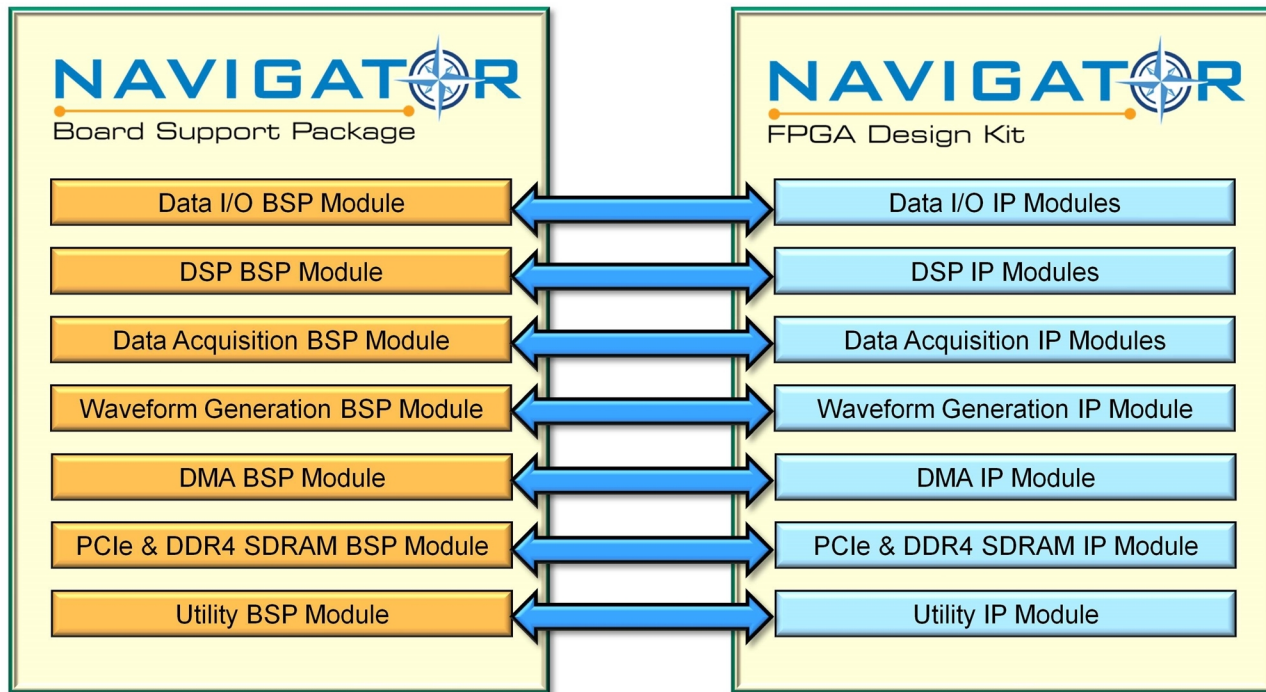 NAVIGATOR
Board Support Package
Data I/O BSP Module
DSP BSP Module
Data Acquisition BSP Module
Waveform Generation BSP Module
DMA BSP Module
PCIe & DDR4 SDRAM BSP Module
Utility BSP Module
NAVIGATOR
FPGA Design Kit
Data I/O IP Modules
DSP IP Modules
Data Acquisition IP Modules
Waveform Generation IP Module
DMA IP Module
PCIe & DDR4 SDRAM IP Module
Utility IP Module